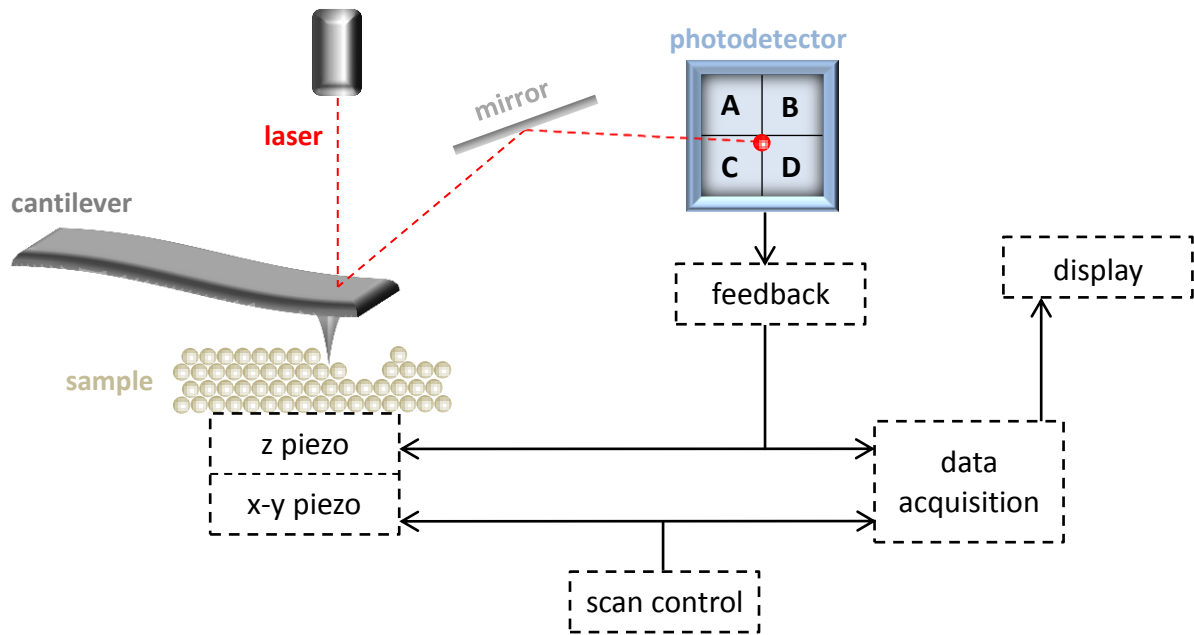 photodetector
mirror
A B
laser
C D
cantilever
display
feedback
sample
z piezo
data
acquisition
x-y piezo
scan control